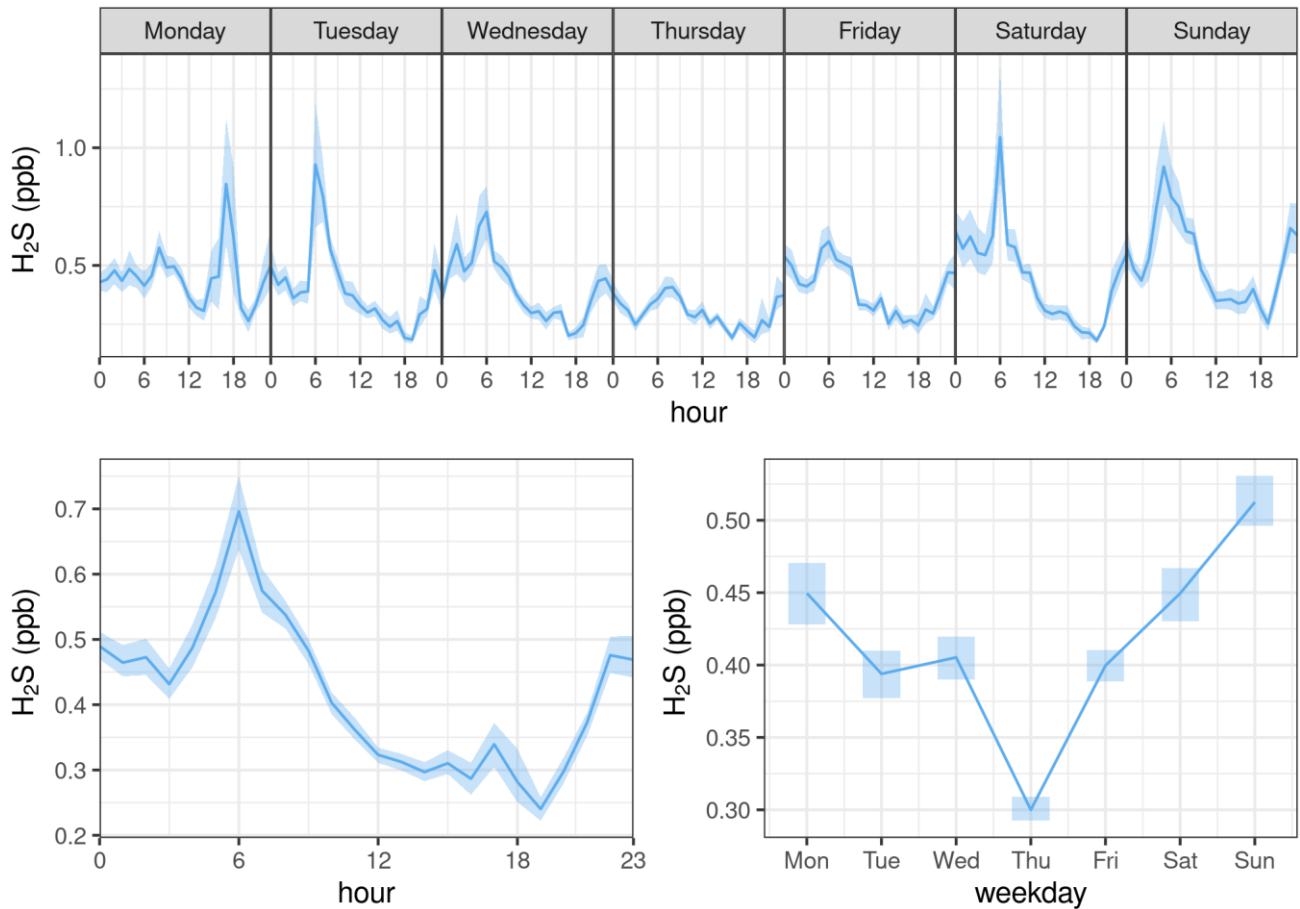 Monday Tuesday Wednesday Thursday Friday Saturday Sunday
H₂S (ppb)
1.0
0.5
0 6 12 18 0 6 12 18 0 6 12 18 0 6 12 18 0 6 12 18 0 6 12 18 0 6 12 18
hour
H₂S (ppb)
0.7
0.6
0.5
0.4
0.3
0.2
0 6 12 18 23
hour
H₂S (ppb)
0.50
0.45
0.40
0.35
0.30
Mon Tue Wed Thu Fri Sat Sun
weekday